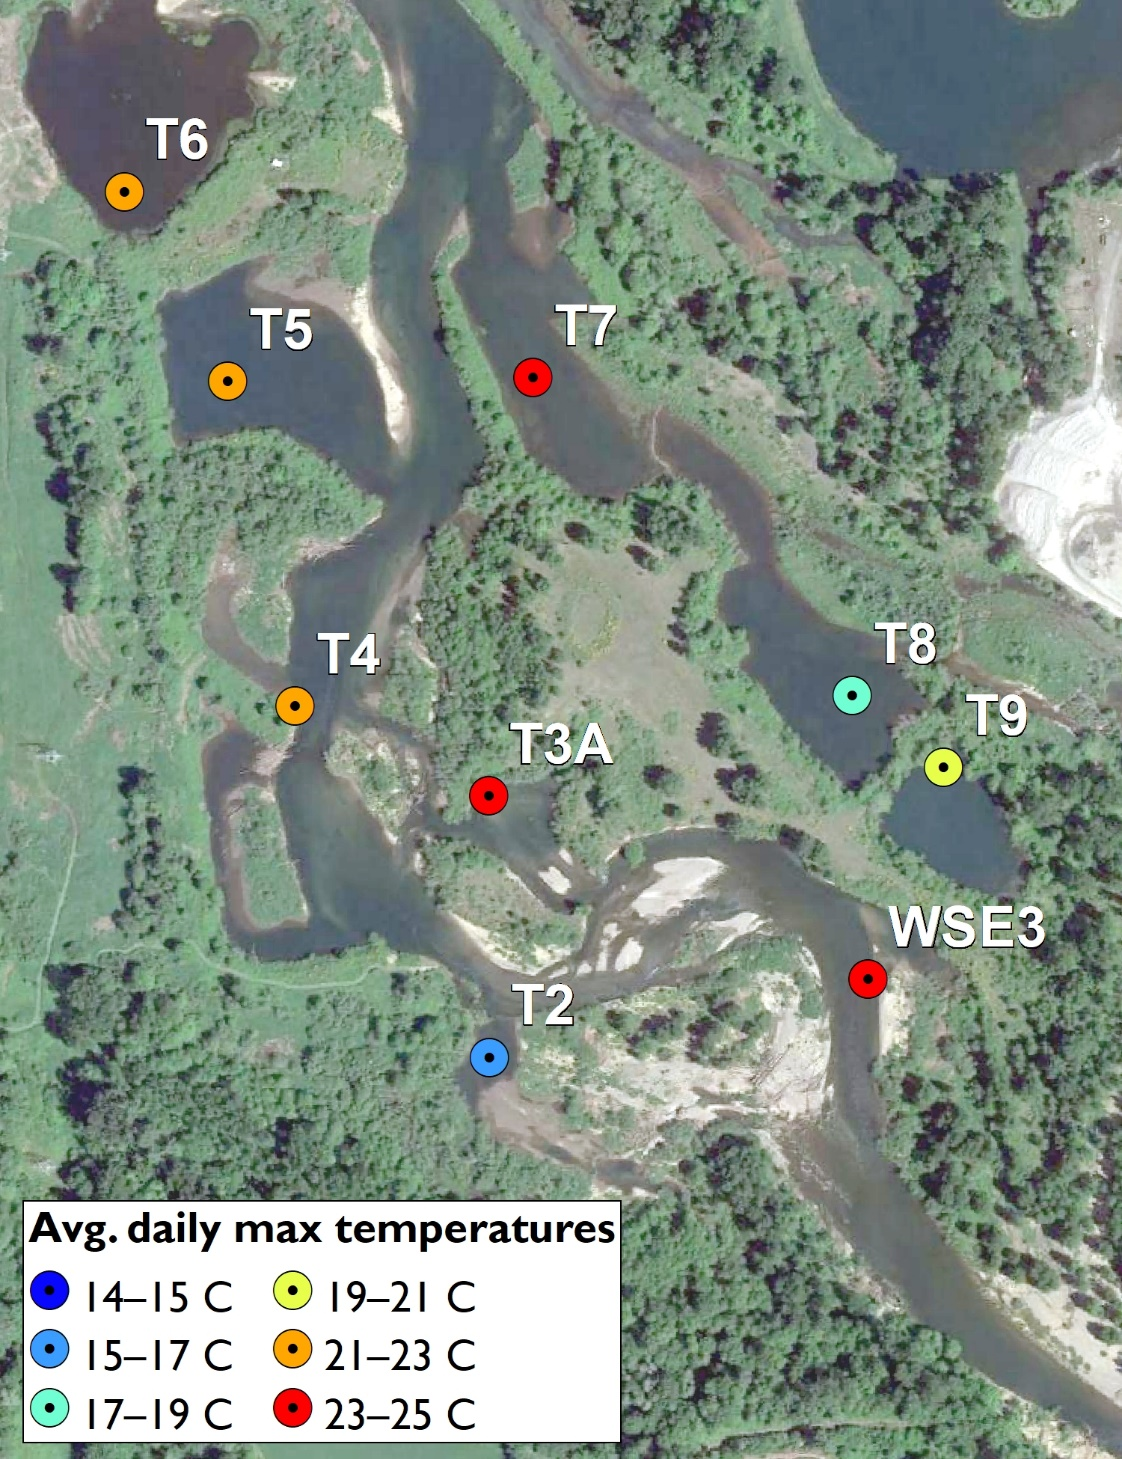 T6
T5
T7
T4
T8
T9
T3A
WSE3
T2
Avg. daily max temperatures
14–15 C
19–21 C
15–17 C
21–23 C
17–19 C
23–25 C